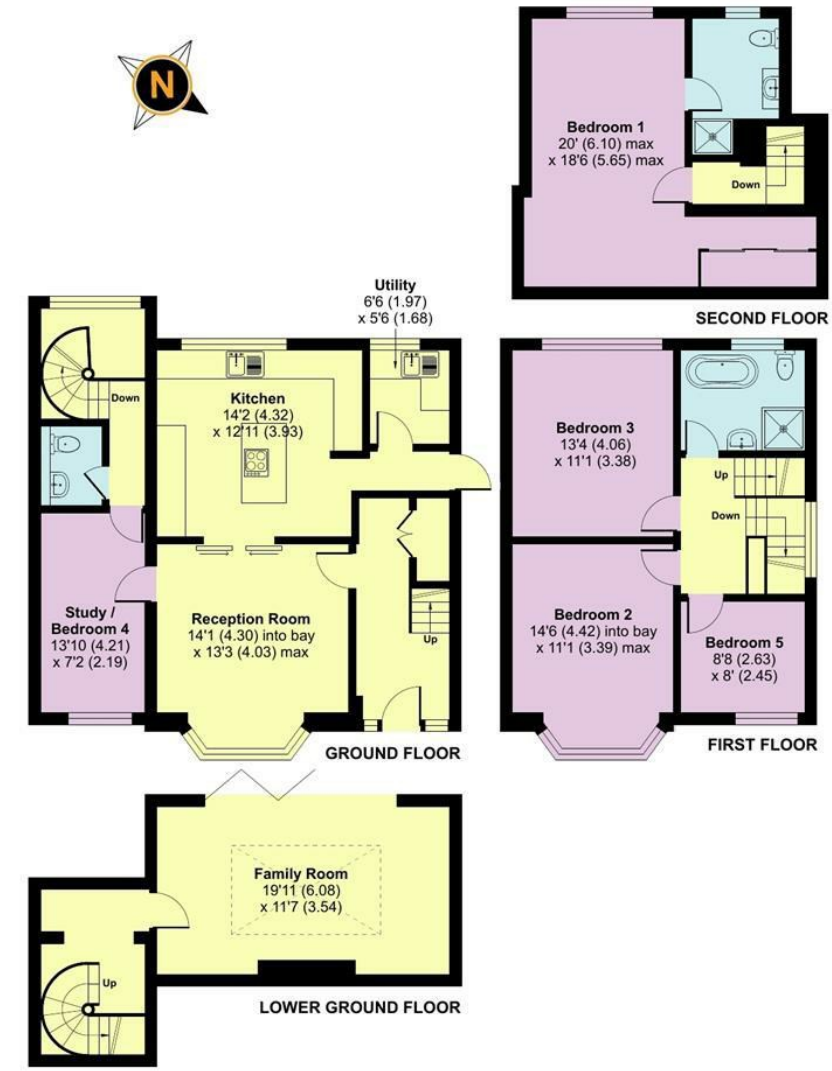 N
Bedroom 1
20' (6.10) max
x 18'6 (5.65) max
Down
SECOND FLOOR
Utility
6'6 (1.97)
x 5'6 (1.68)
Down
Kitchen
14'2 (4.32)
x 12'11 (3.93)
Study /
Bedroom 4
13'10 (4.21)
x 7'2 (2.19)
Reception Room
14'1 (4.30) into bay
x 13'3 (4.03) max
Up
GROUND FLOOR
Bedroom 3
13'4 (4.06)
x 11'1 (3.38)
Up
Down
Bedroom 2
14'6 (4.42) into bay
x 11'1 (3.39) max
Bedroom 5
8'8 (2.63)
x 8' (2.45)
FIRST FLOOR
Family Room
19'11 (6.08)
x 11'7 (3.54)
Up
LOWER GROUND FLOOR